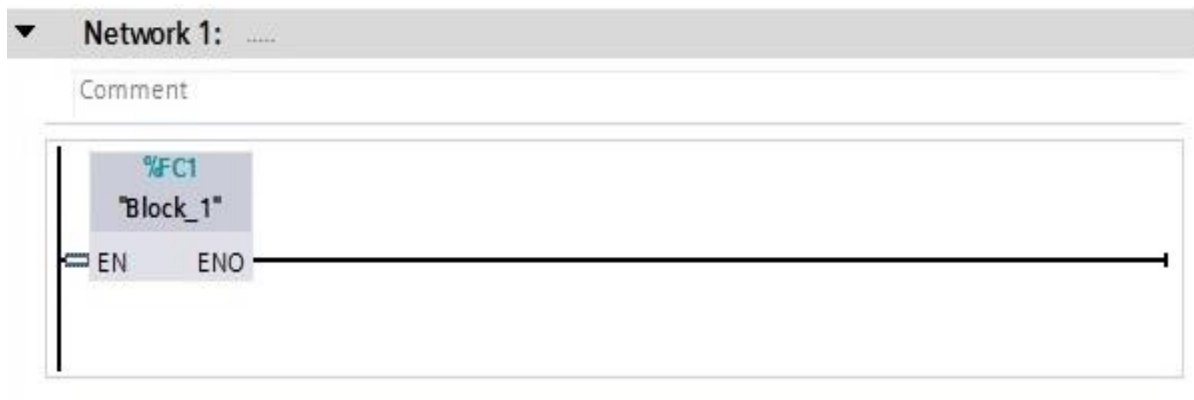 Network 1: .....
Comment
%FC1
"Block_1"
EN ENO